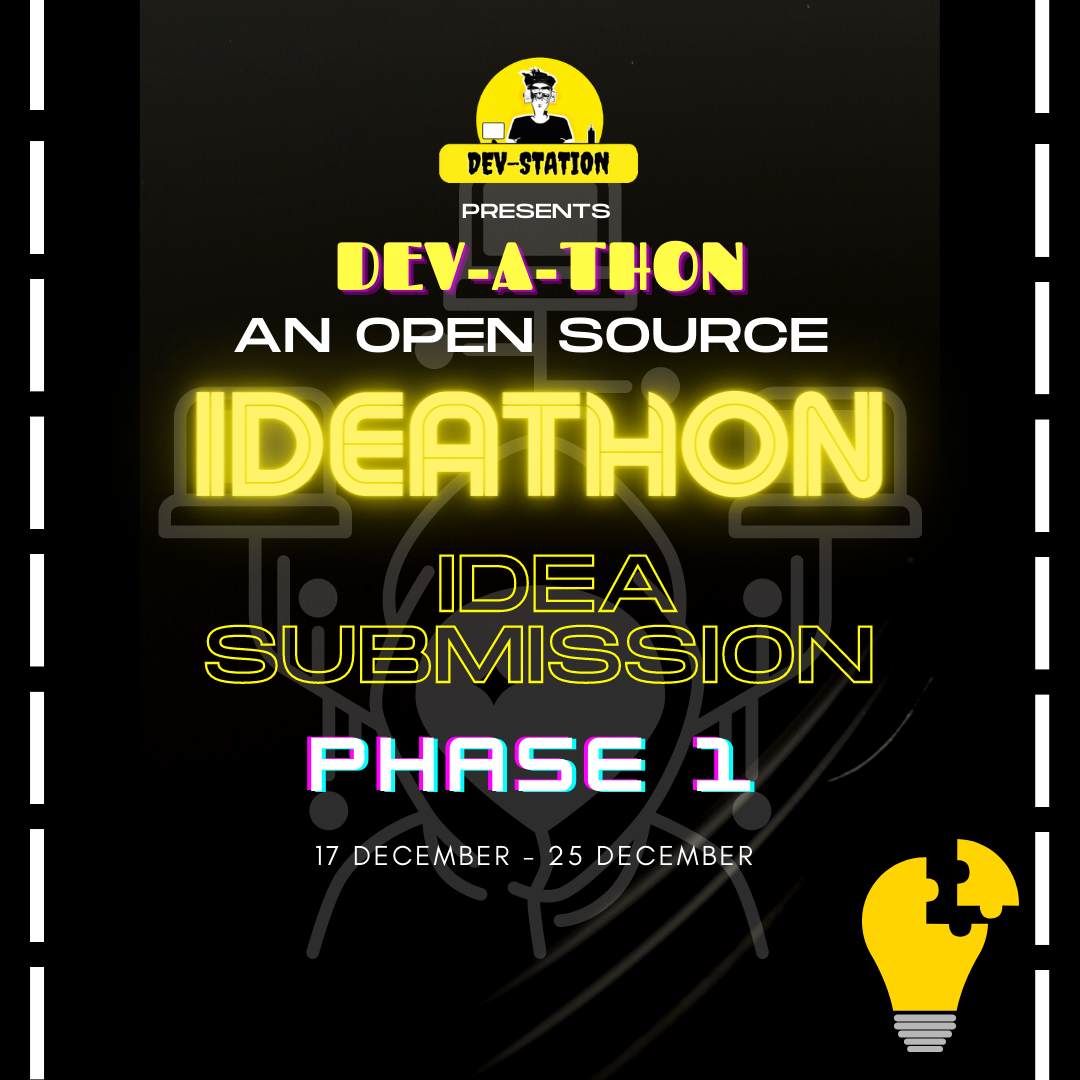 DEV-STATION
PRESENTS
DEV-A-THON
AN OPEN SOURCE
IDEATHON
IDEA
SUBMISSION
PHASE 1
17 DECEMBER - 25 DECEMBER